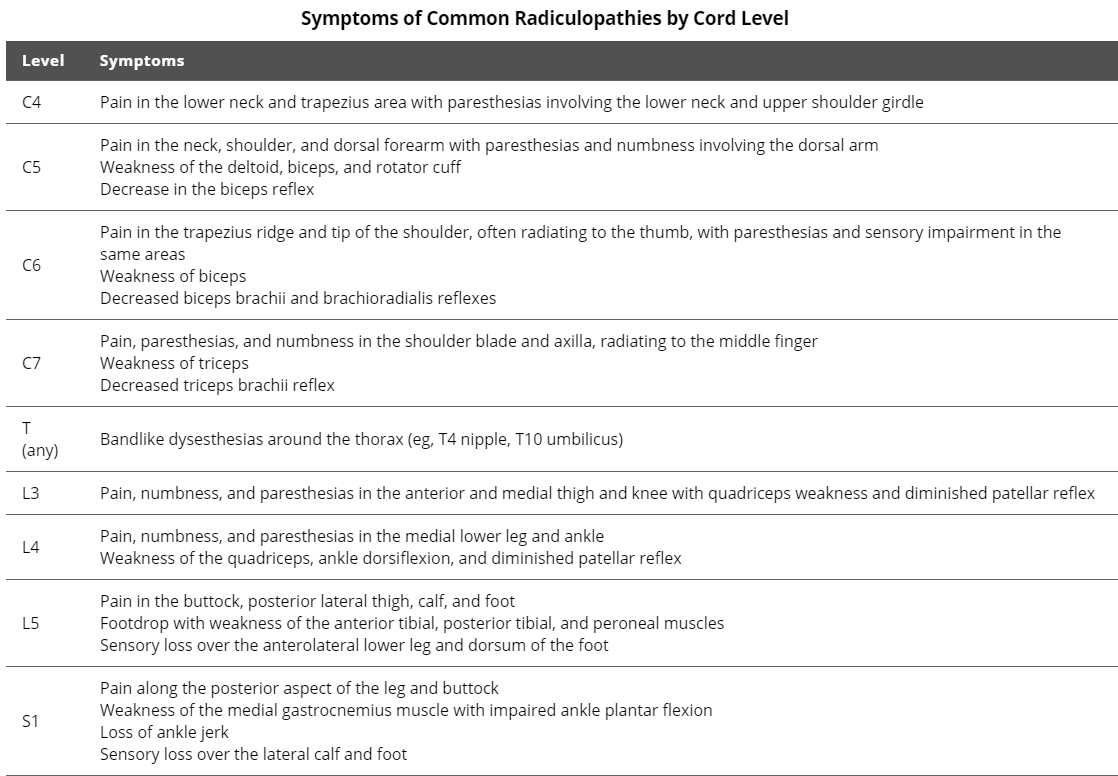 Symptoms of Common Radiculopathies by Cord Level
Level Symptoms
C4 Pain in the lower neck and trapezius area with paresthesias involving the lower neck and upper shoulder girdle
C5
Pain in the neck, shoulder, and dorsal forearm with paresthesias and numbness involving the dorsal arm
Weakness of the deltoid, biceps, and rotator cuff
Decrease in the biceps reflex
C6
Pain in the trapezius ridge and tip of the shoulder, often radiating to the thumb, with paresthesias and sensory impairment in the
same areas
Weakness of biceps
Decreased biceps brachii and brachioradialis reflexes
C7
Pain, paresthesias, and numbness in the shoulder blade and axilla, radiating to the middle finger
Weakness of triceps
Decreased triceps brachii reflex
T
(any)
Bandlike dysesthesias around the thorax (eg, T4 nipple, T10 umbilicus)
L3 Pain, numbness, and paresthesias in the anterior and medial thigh and knee with quadriceps weakness and diminished patellar reflex
L4
Pain, numbness, and paresthesias in the medial lower leg and ankle
Weakness of the quadriceps, ankle dorsiflexion, and diminished patellar reflex
L5
Pain in the buttock, posterior lateral thigh, calf, and foot
Footdrop with weakness of the anterior tibial, posterior tibial, and peroneal muscles
Sensory loss over the anterolateral lower leg and dorsum of the foot
S1
Pain along the posterior aspect of the leg and buttock
Weakness of the medial gastrocnemius muscle with impaired ankle plantar flexion
Loss of ankle jerk
Sensory loss over the lateral calf and foot